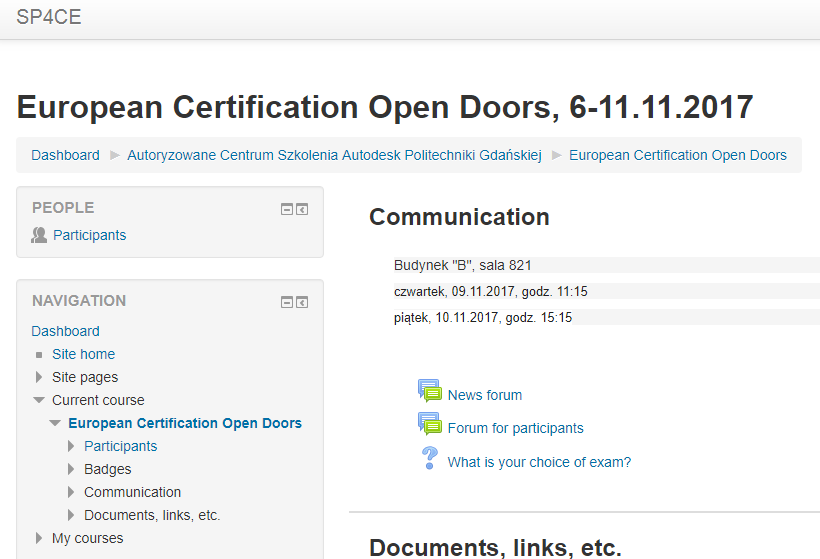 SP4CE
European Certification Open Doors, 6-11.11.2017
Dashboard Autoryzowane Centrum Szkolenia Autodesk Politechniki Gdańskiej European Certification Open Doors
PEOPLE
Participants
NAVIGATION
Dashboard
Site home
Site pages
Current course
European Certification Open Doors
Participants
Badges
Communication
Documents, links, etc.
My courses
Communication
Budynek "B", sala 821
czwartek, 09.11.2017, godz. 11:15
piątek, 10.11.2017, godz. 15:15
News forum
Forum for participants
What is your choice of exam?
Documents, links, etc.